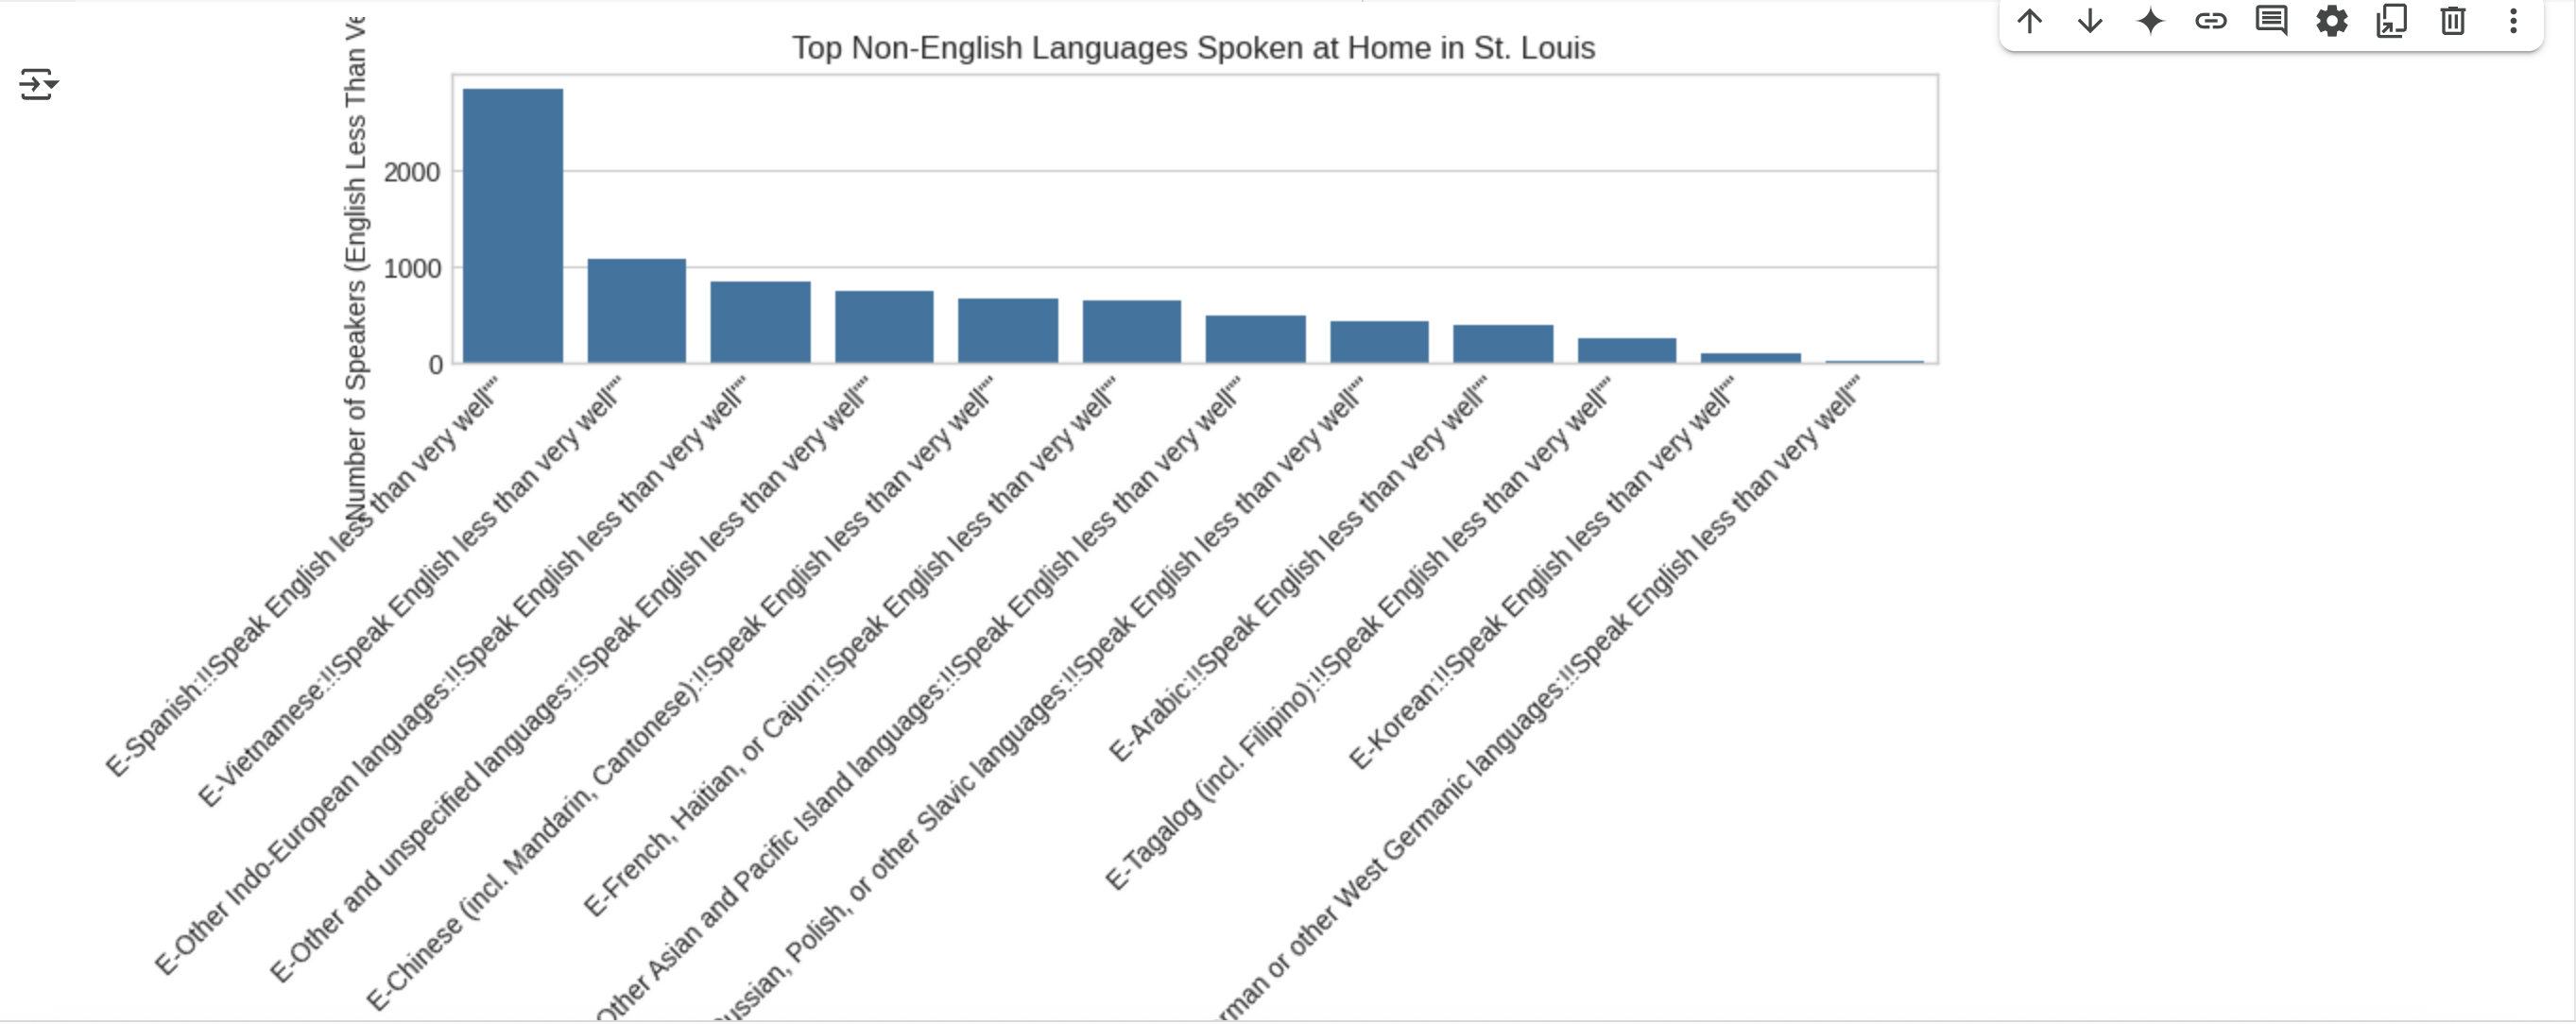 Top Non-English Languages Spoken at Home in St. Louis
Number of Speakers (English Less Than
2000
1000
0
E-Spanish:!!Speak English less than very well""
E-Vietnamese:!!Speak English less than very well""
E-Other Indo-European languages:!!Speak English less than very well""
E-Other and unspecified languages:!!Speak English less than very well""
E-Chinese (incl. Mandarin, Cantonese):!!Speak English less than very well""
E-French, Haitian, or Cajun:!!Speak English less than very well""
Other Asian and Pacific Island languages:!!Speak English less than very well""
Polish, or other Slavic languages:!!Speak English less than very well""
E-Arabic:!!Speak English less than very well""
E-Tagalog (incl. Filipino):!!Speak English less than very well""
E-Korean:!!Speak English less than very well""
or other West Germanic languages:!!Speak English less than very well""